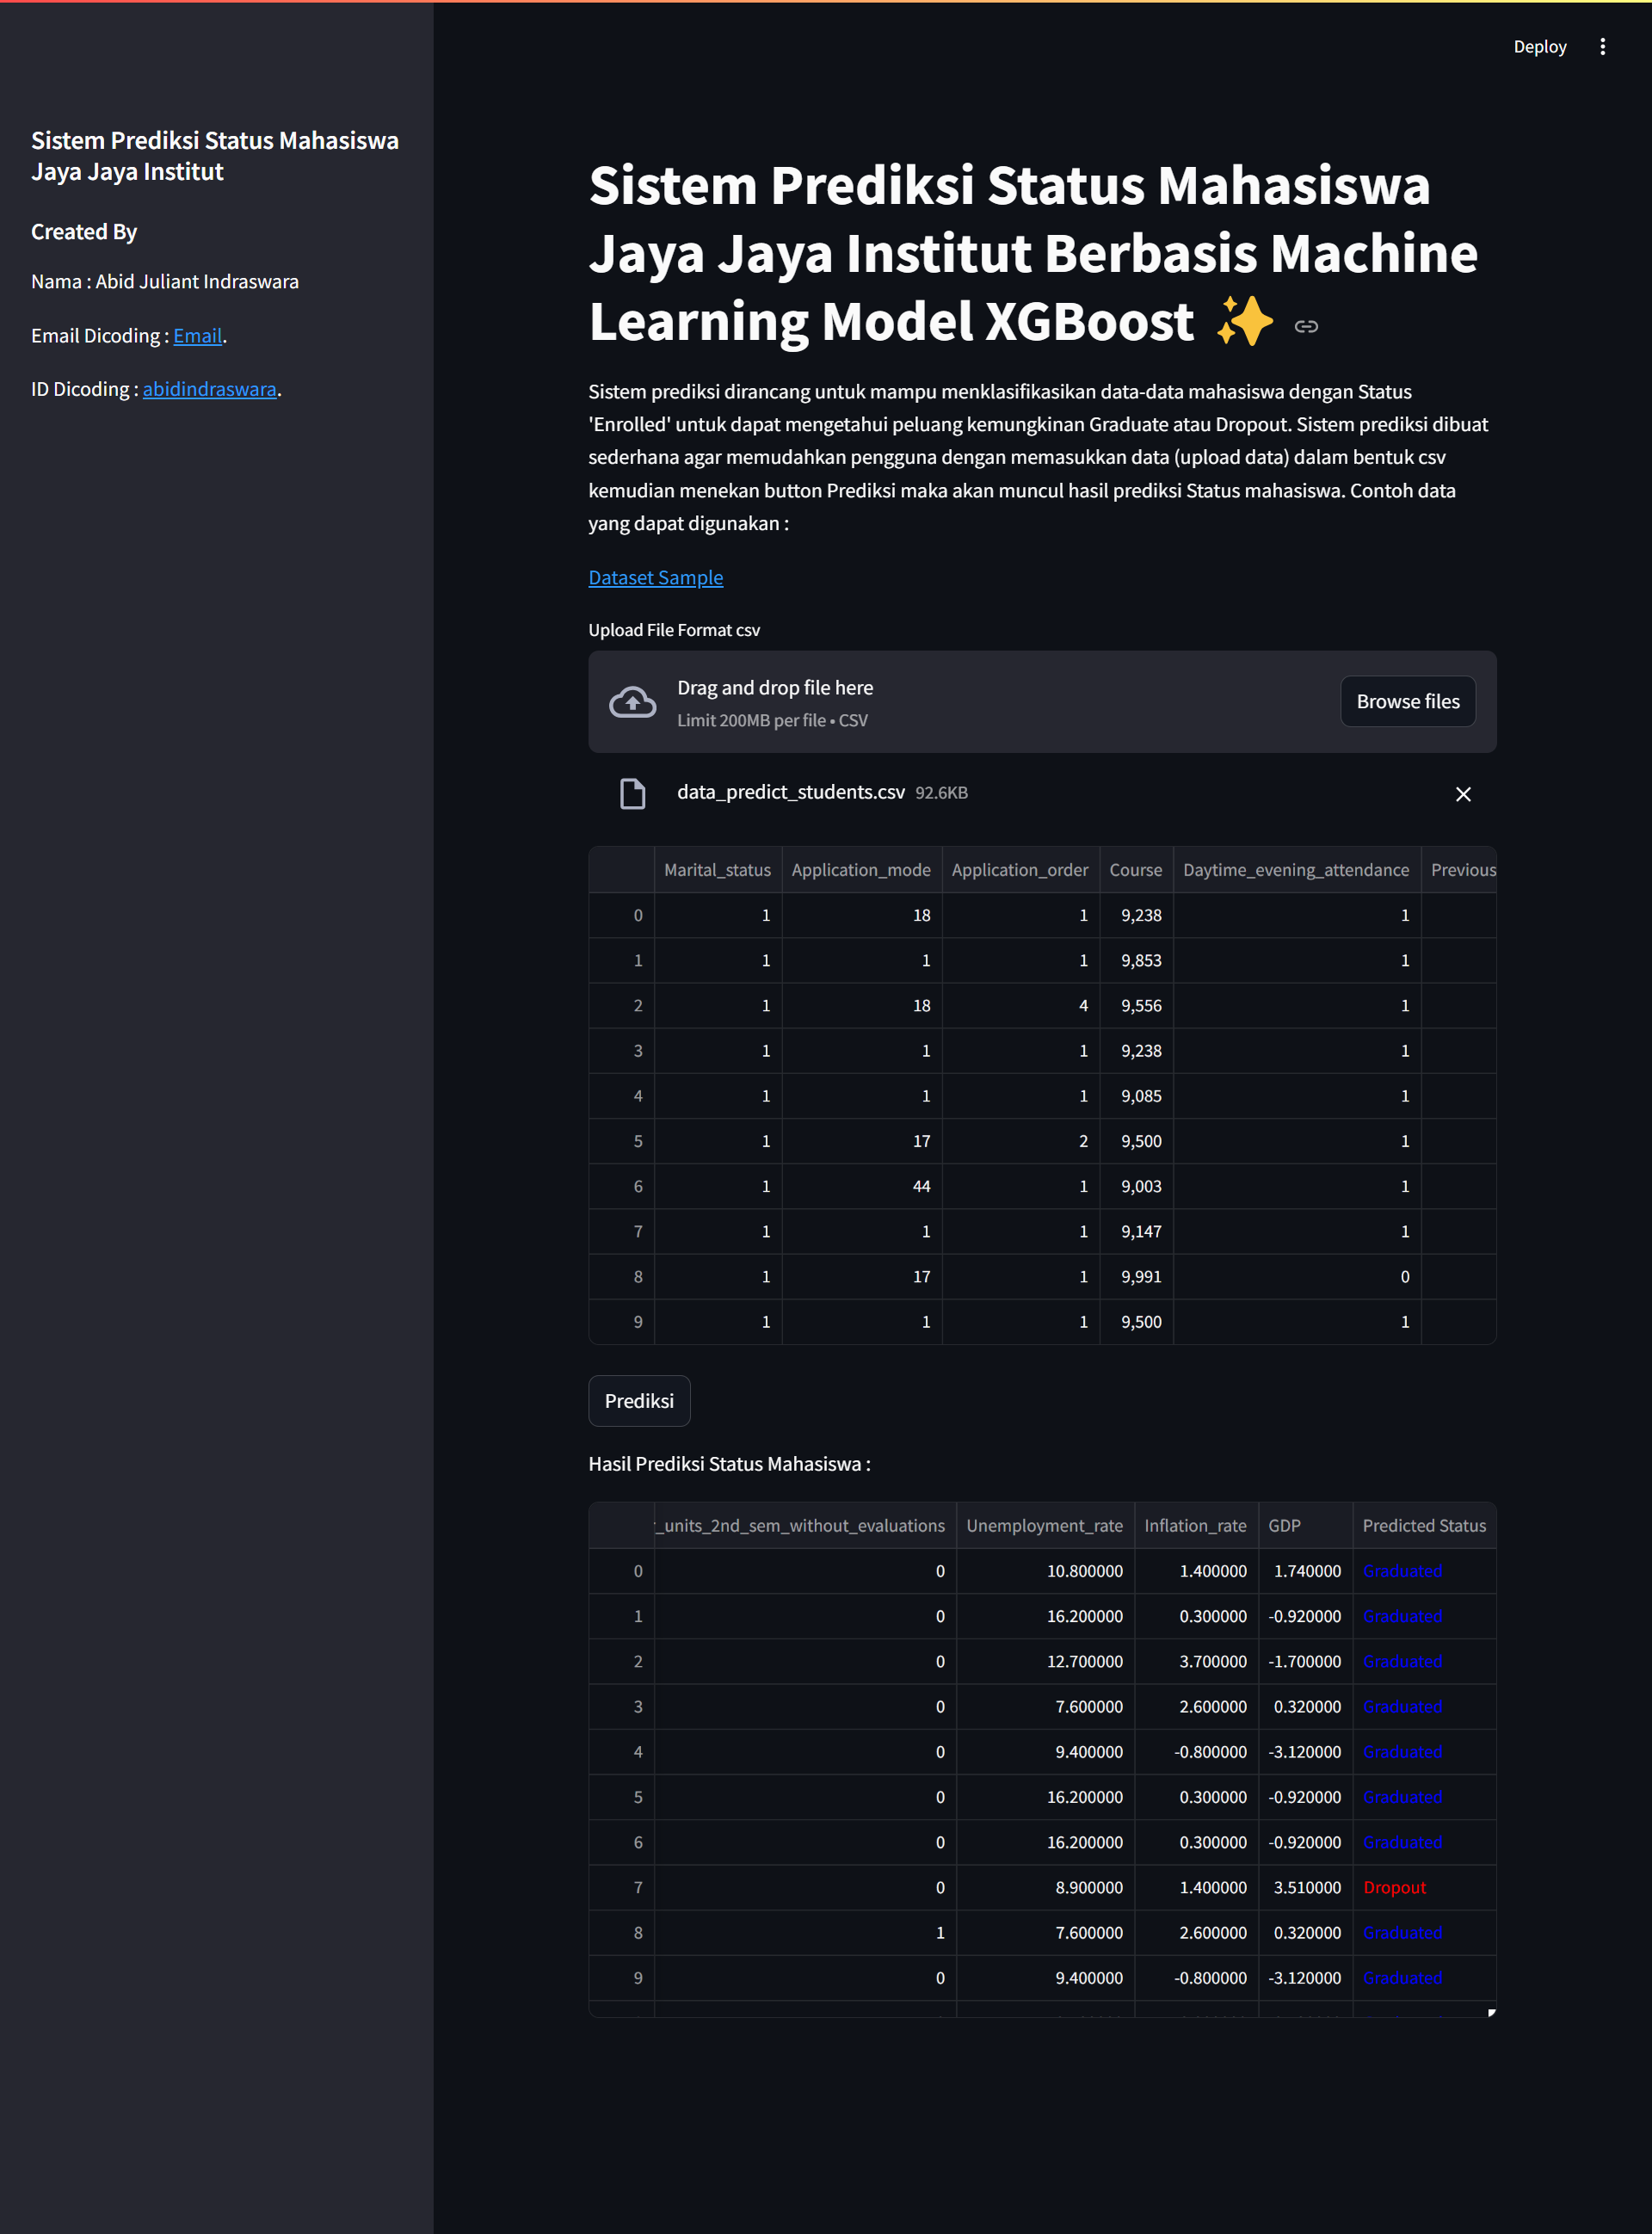 Deploy
Sistem Prediksi Status Mahasiswa
Jaya Jaya Institut
Created By
Nama : Abid Juliant Indraswara
Email Dicoding : Email.
ID Dicoding : abidindraswara.
Sistem Prediksi Status Mahasiswa
Jaya Jaya Institut Berbasis Machine
Learning Model XGBoost ✨
Sistem prediksi dirancang untuk mampu menklasifikasikan data-data mahasiswa dengan Status
'Enrolled' untuk dapat mengetahui peluang kemungkinan Graduate atau Dropout. Sistem prediksi dibuat
sederhana agar memudahkan pengguna dengan memasukkan data (upload data) dalam bentuk csv
kemudian menekan button Prediksi maka akan muncul hasil prediksi Status mahasiswa. Contoh data
yang dapat digunakan :
Dataset Sample
Upload File Format csv
Drag and drop file here
Limit 200MB per file • CSV
Browse files
data_predict_students.csv 92.6KB
Marital_status Application_mode Application_order Course Daytime_evening_attendance Previous
0 1 18 1 9,238 1
1 1 1 1 9,853 1
2 1 18 4 9,556 1
3 1 1 1 9,238 1
4 1 1 1 9,085 1
5 1 17 2 9,500 1
6 1 44 1 9,003 1
7 1 1 1 9,147 1
8 1 17 1 9,991 0
9 1 1 1 9,500 1
Prediksi
Hasil Prediksi Status Mahasiswa :
_units_2nd_sem_without_evaluations Unemployment_rate Inflation_rate GDP Predicted Status
0 0 10.800000 1.400000 1.740000 Graduated
1 0 16.200000 0.300000 -0.920000 Graduated
2 0 12.700000 3.700000 -1.700000 Graduated
3 0 7.600000 2.600000 0.320000 Graduated
4 0 9.400000 -0.800000 -3.120000 Graduated
5 0 16.200000 0.300000 -0.920000 Graduated
6 0 16.200000 0.300000 -0.920000 Graduated
7 0 8.900000 1.400000 3.510000 Dropout
8 1 7.600000 2.600000 0.320000 Graduated
9 0 9.400000 -0.800000 -3.120000 Graduated